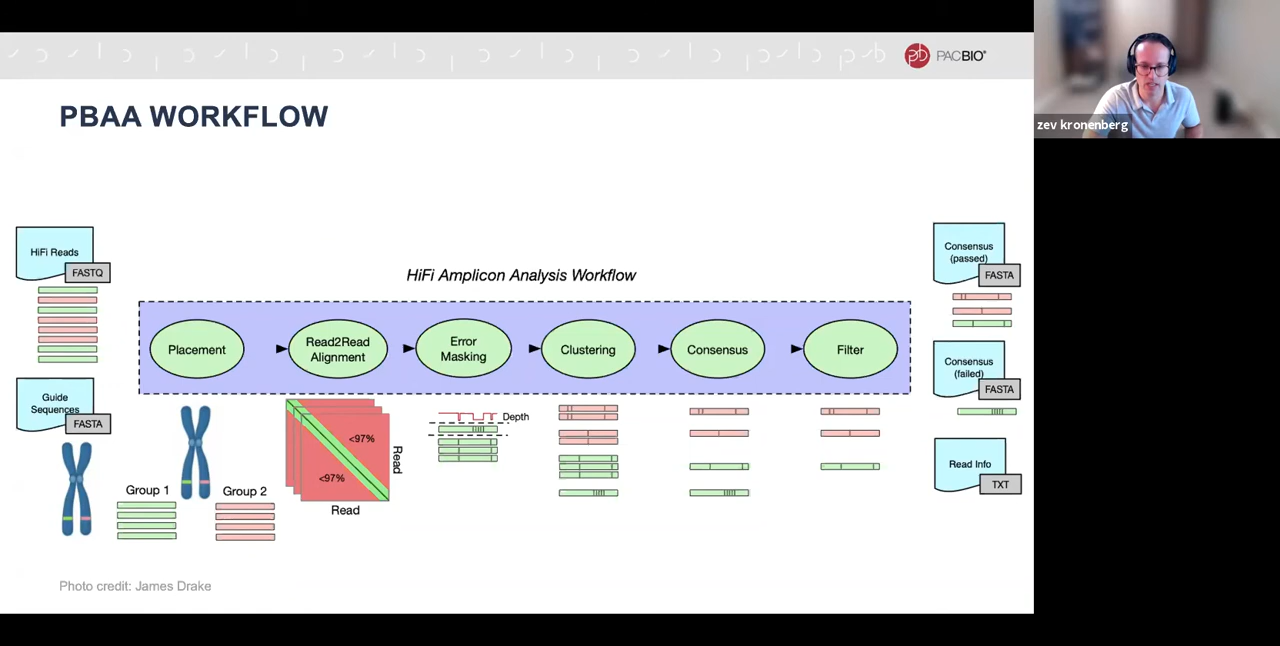 PACBIO®
PBAA WORKFLOW
zev kronenberg
HiFi Reads
FASTQ
Guide
Sequences
FASTA
HiFi Amplicon Analysis Workflow
Placement
Read2Read
Alignment
Error
Masking
Clustering
Consensus
Filter
Group 1
Group 2
<97%
<97%
Read
Read
Depth
Consensus
(passed)
FASTA
Consensus
(failed)
FASTA
Read Info
TXT
Photo credit: James Drake